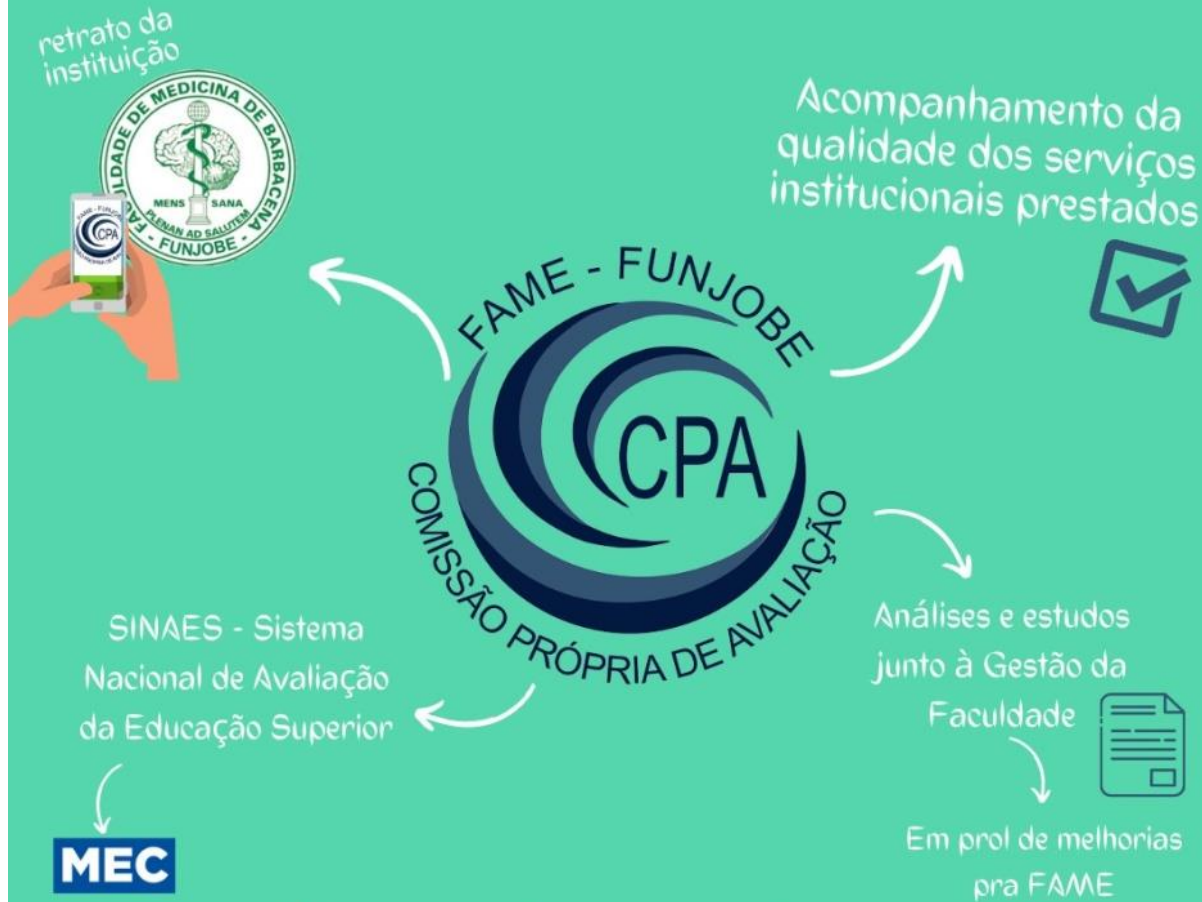 retrato da
instituição
FACULDADE DE MEDICINA DE BARBACENA
MENS SANA
PLENAN AD SALUTEM
- FUNJOBE -
CPA
Acompanhamento da
qualidade dos serviços
institucionais prestados
FAME - FUNJOBE
CPA
COMISSÃO PRÓPRIA DE AVALIAÇÃO
SINAES - Sistema
Nacional de Avaliação
da Educação Superior
MEC
Análises e estudos
junto à Gestão da
Faculdade
Em prol de melhorias
pra FAME